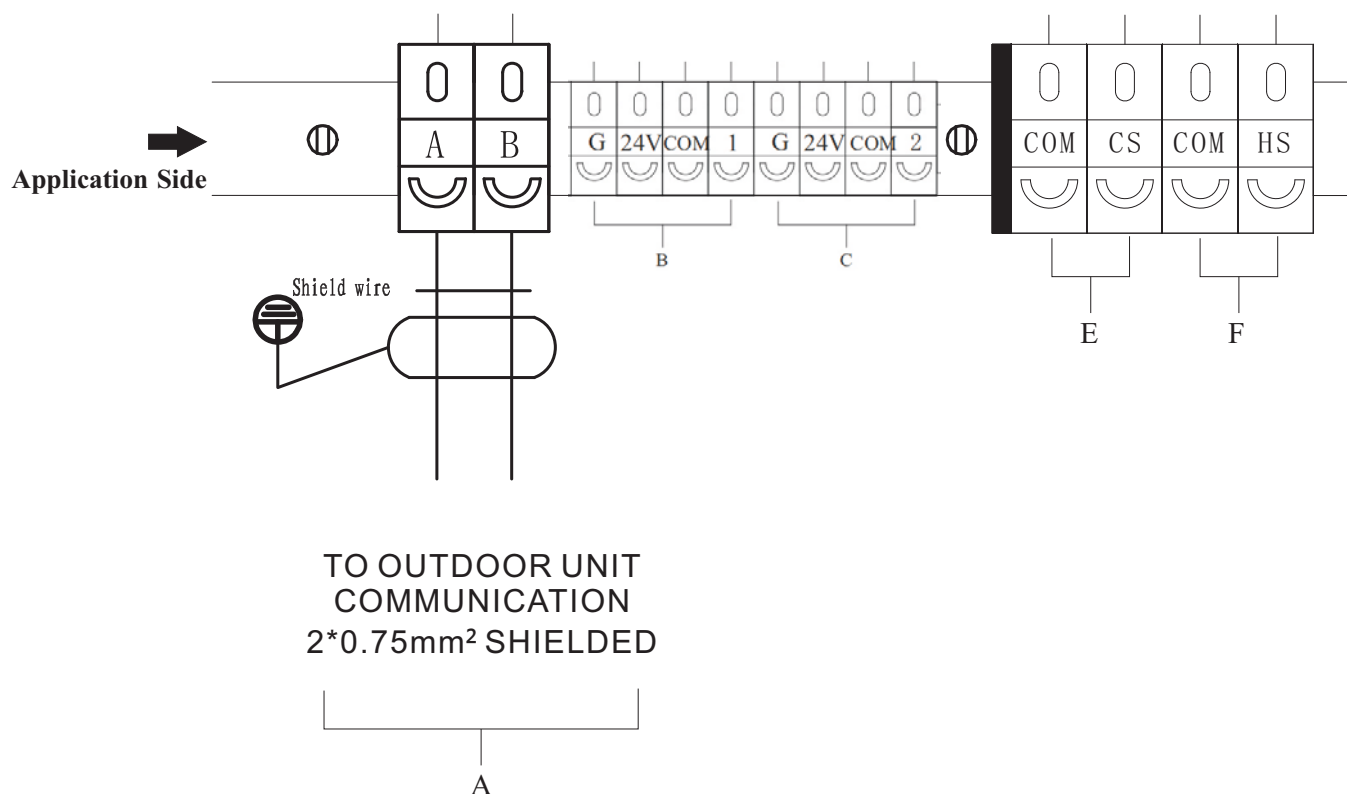 A B
G 24V COM 1 G 24V COM 2
COM CS COM HS
Application Side
B C
Shield wire
E F
TO OUTDOOR UNIT
COMMUNICATION
2*0.75mm² SHIELDED
A